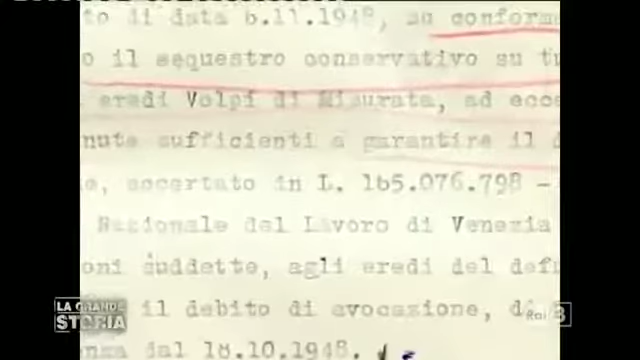 to di data 6.11.1948, su conforme
o il sequestro conservativo su tu
eredi Volpi di Misurata, ad ecce
nute sufficienti a garantire il d
e, accertato in L. 165.076.798 -
Nazionale del Lavoro di Venezia
oni suddette, agli eredi del def
il debito di avocazione, d
enza dal 18.10.1948.
LA GRANDE
STORIA
Rai 3